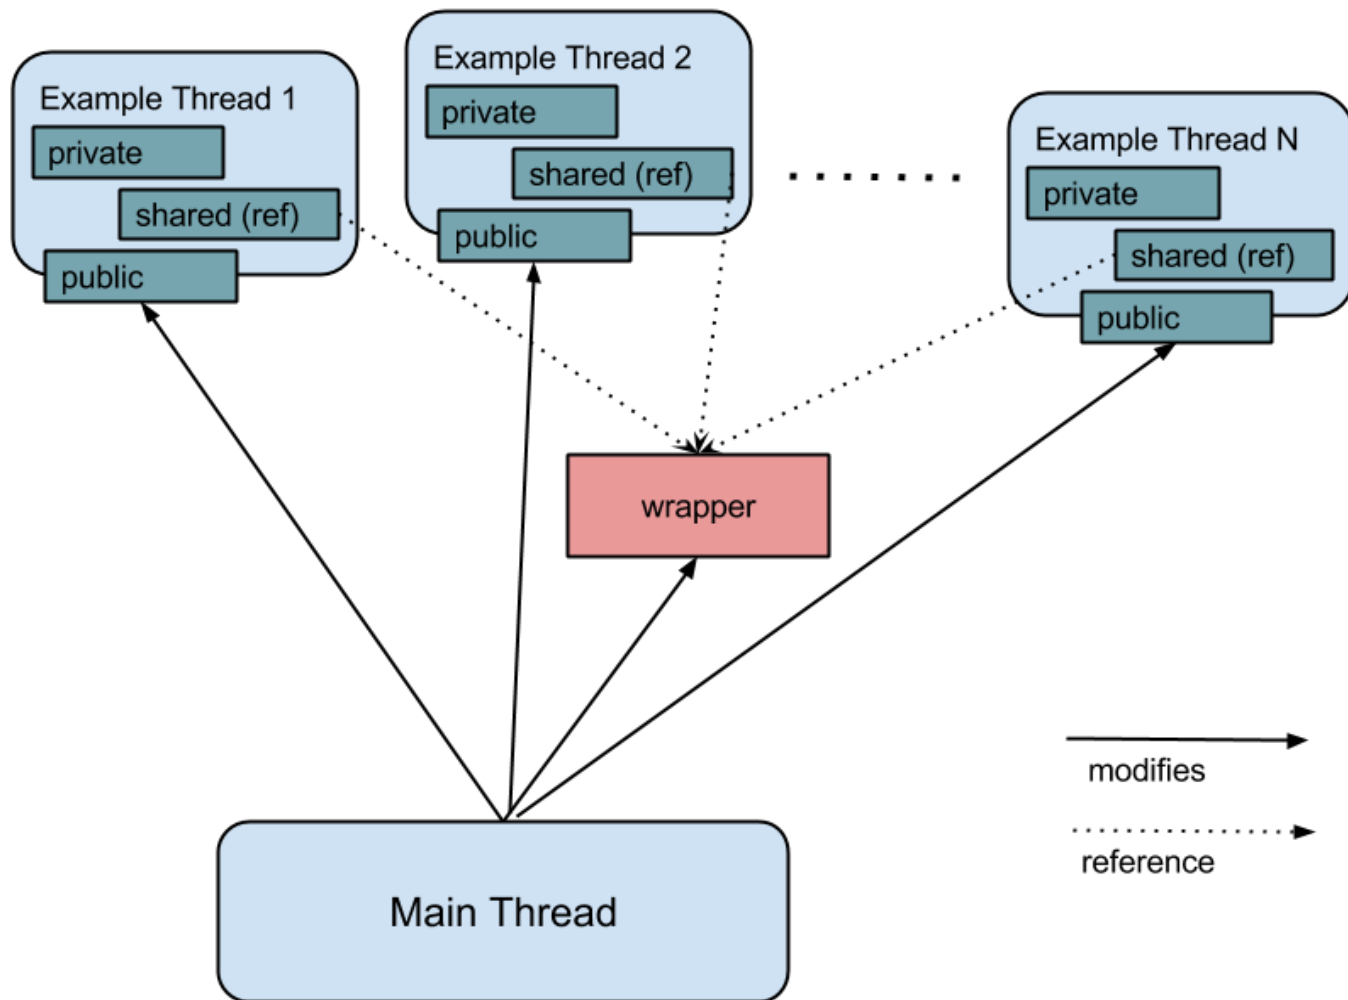 Example Thread 1
private
shared (ref)
public
Example Thread 2
private
shared (ref)
public
Example Thread N
private
shared (ref)
public
wrapper
modifies
reference
Main Thread